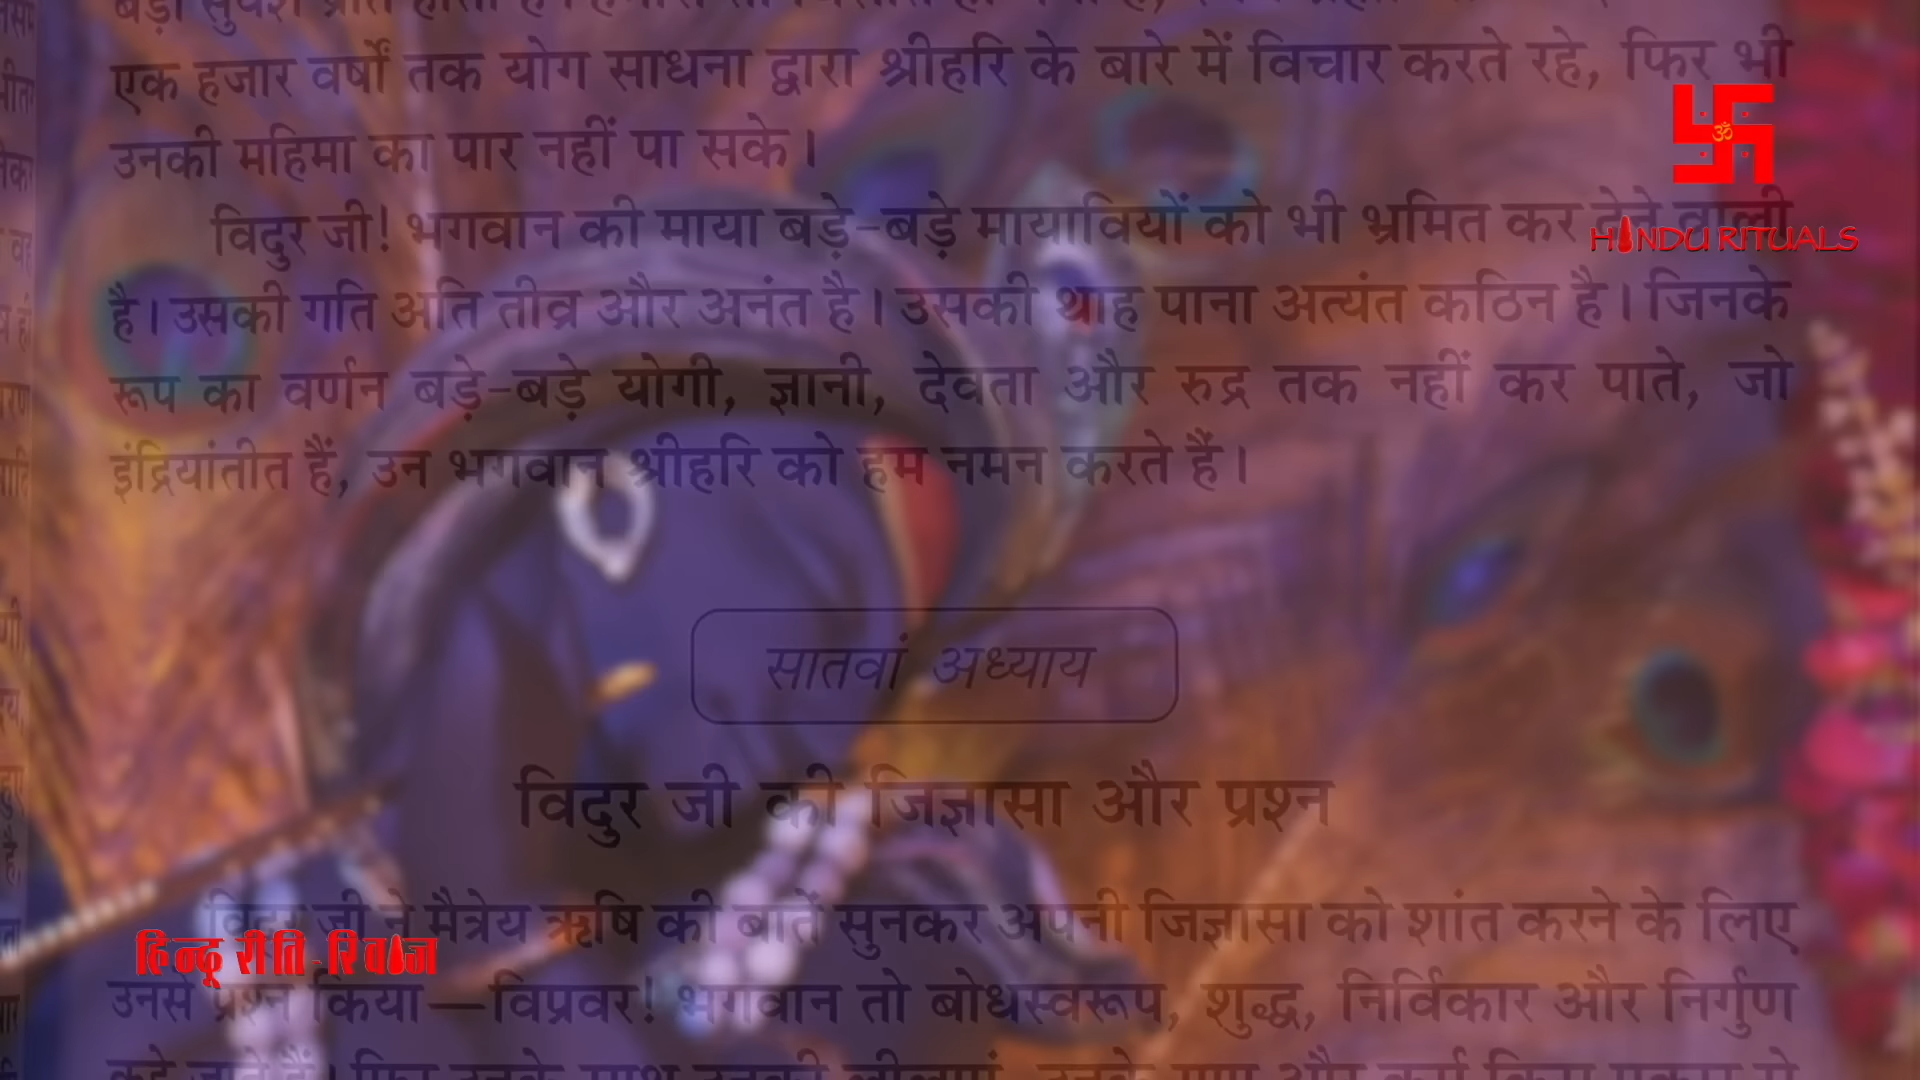 एक हजार वर्षों तक योग साधना द्वारा श्रीहरि के बारे में विचार करते रहे, फिर भी
उनकी महिमा का पार नहीं पा सके।
विदुर जी! भगवान की माया बड़े-बड़े मायावियों को भी भ्रमित कर देने वाली
है। उसकी गति अति तीव्र और अनंत है। उसकी थाह पाना अत्यंत कठिन है। जिनके
रूप का वर्णन बड़े-बड़े योगी, ज्ञानी, देवता और रुद्र तक नहीं कर पाते, जो
इंद्रियांतीत हैं, उन भगवान श्रीहरि को हम नमन करते हैं।
ॐ
HINDU RITUALS
सातवां अध्याय
विदुर जी की जिज्ञासा और प्रश्न
विदुर जी ने मैत्रेय ऋषि की बातें सुनकर अपनी जिज्ञासा को शांत करने के लिए
उनसे प्रश्न किया—विप्रवर! भगवान तो बोधस्वरूप, शुद्ध, निर्विकार और निर्गुण
हिन्दू रीति-रिवाज